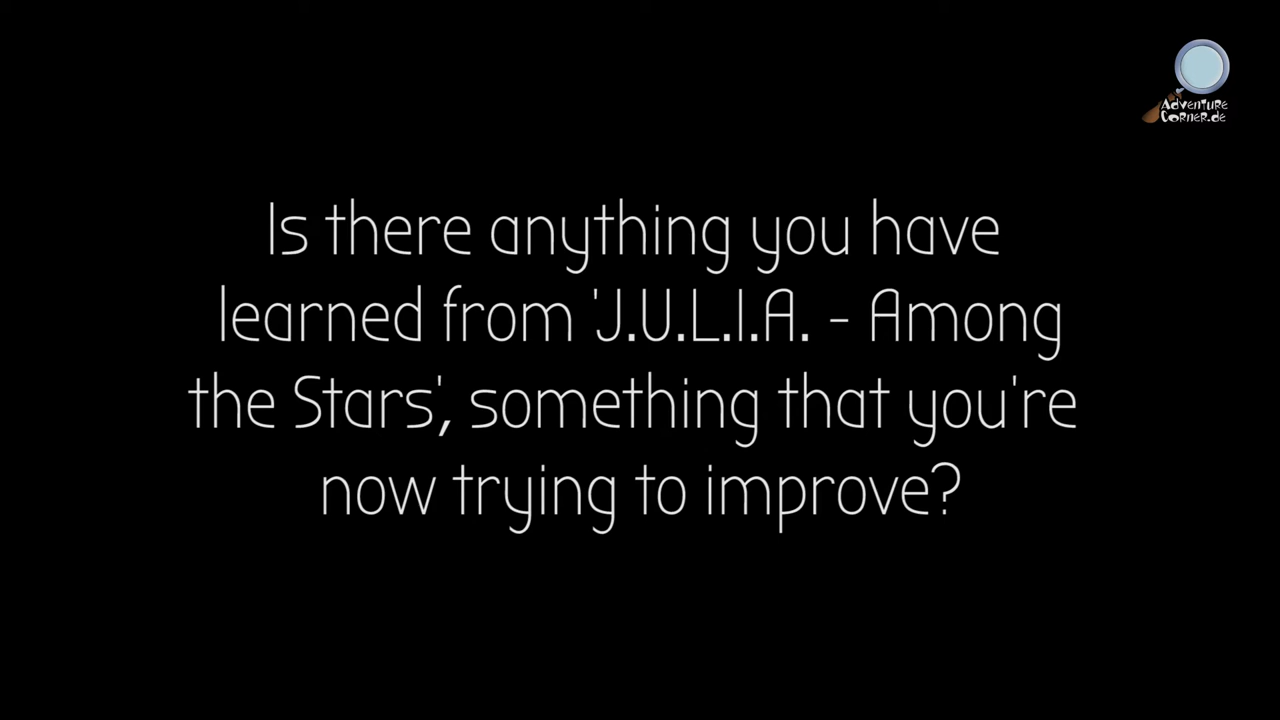 Adventure
Corner.de
Is there anything you have
learned from 'J.U.L.I.A. - Among
the Stars', something that you're
now trying to improve?